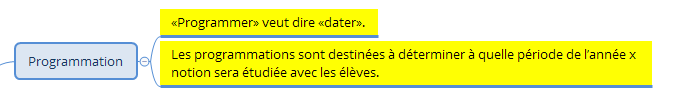 «Programmer» veut dire «dater».
Programmation
Les programmations sont destinées à déterminer à quelle période de l'année x
notion sera étudiée avec les élèves.